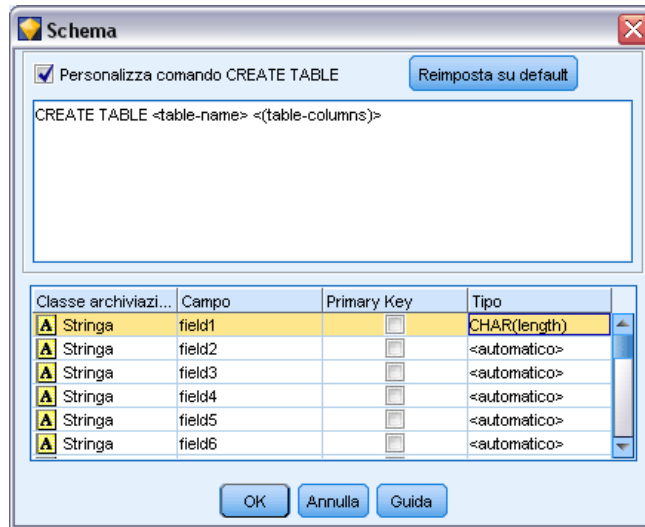 Schema
Personalizza comando CREATE TABLE
Reimposta su default
CREATE TABLE <table-name> <(table-columns)>
Classe archiviazi... Campo Primary Key Tipo
A Stringa field1 CHAR(length)
A Stringa field2 <automatico>
A Stringa field3 <automatico>
A Stringa field4 <automatico>
A Stringa field5 <automatico>
A Stringa field6 <automatico>
OK Annulla Guida